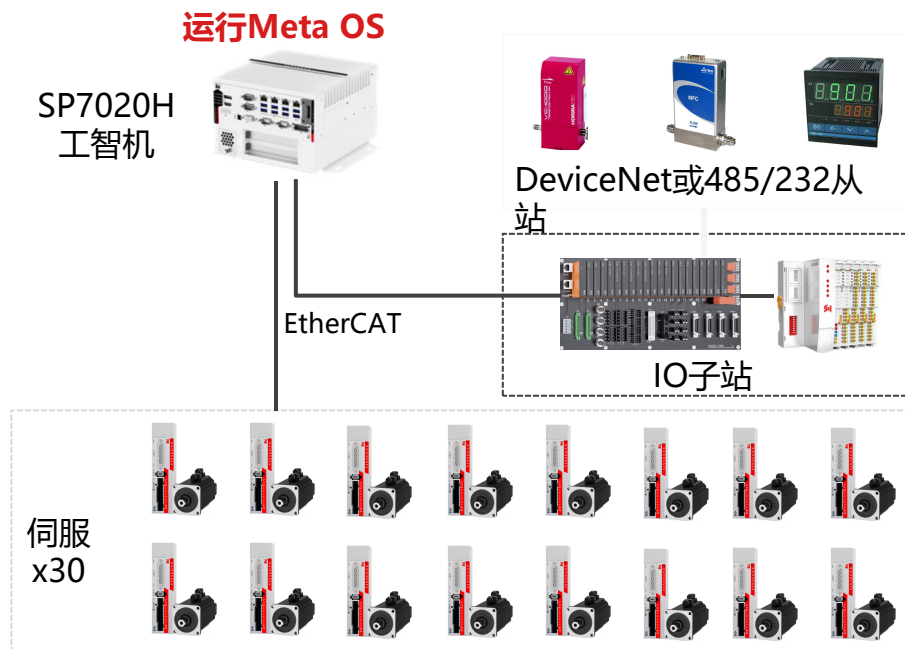 运行Meta OS
SP7020H
工智机
MFC
DeviceNet或485/232从
站
EtherCAT
IO子站
伺服
x30